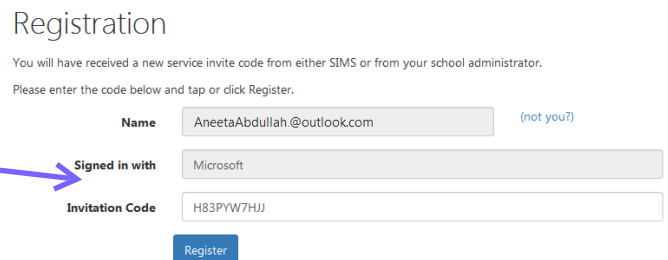 Registration
You will have received a new service invite code from either SIMS or from your school administrator.
Please enter the code below and tap or click Register.
Name AneetaAbdullah.@outlook.com (not you?)
Signed in with Microsoft
Invitation Code H83PYW7HJJ
Register